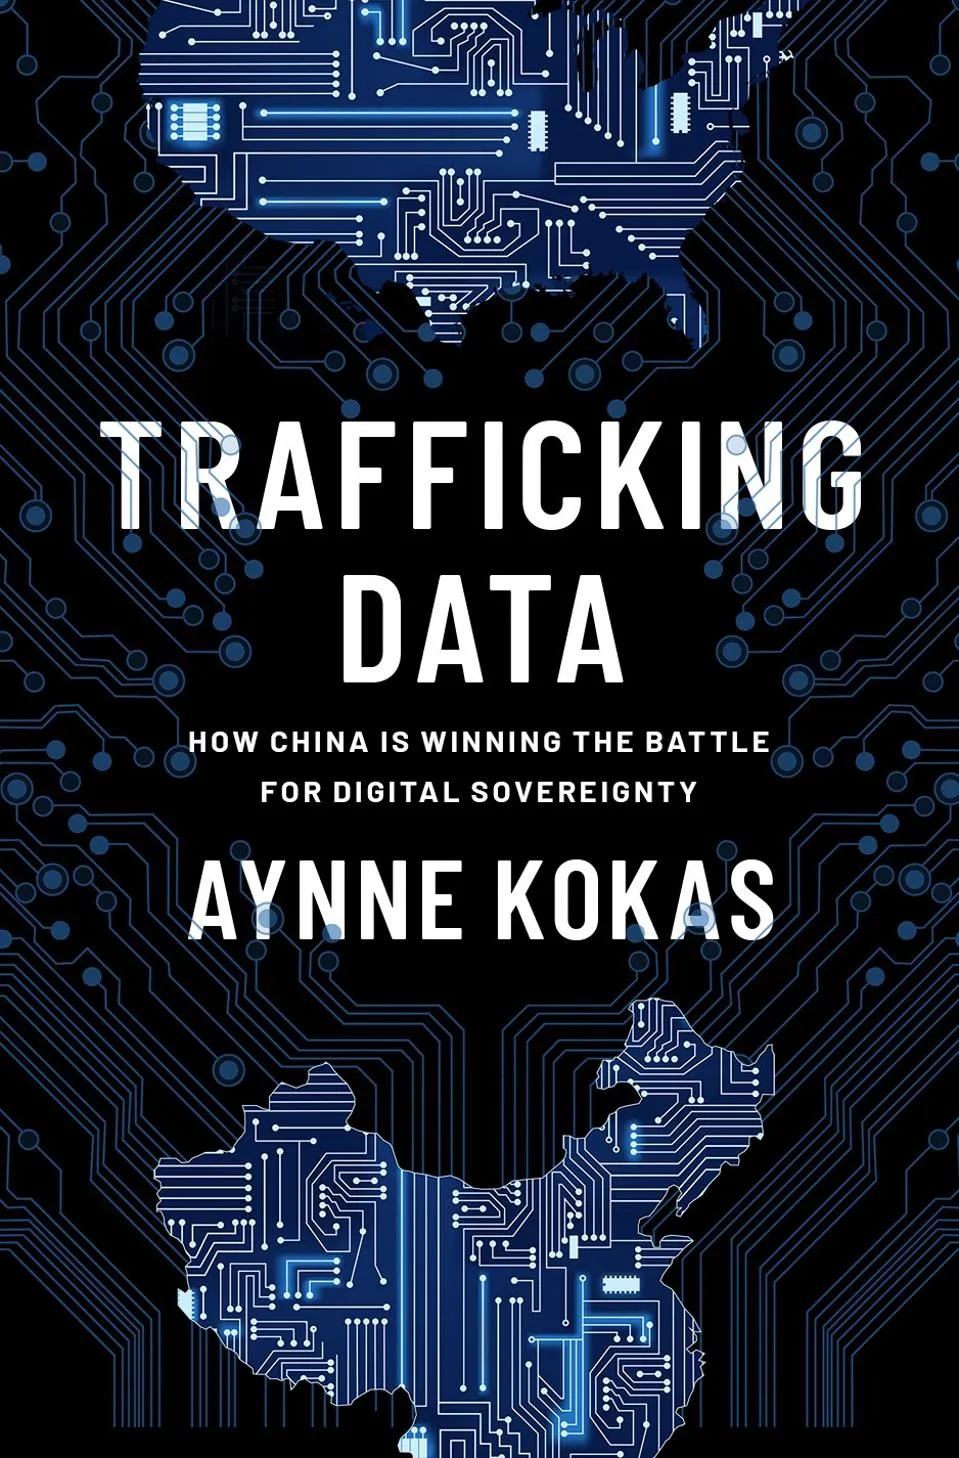 TRAFFICKING
DATA
HOW CHINA IS WINNING THE BATTLE
FOR DIGITAL SOVEREIGNTY
AYNNE KOKAS